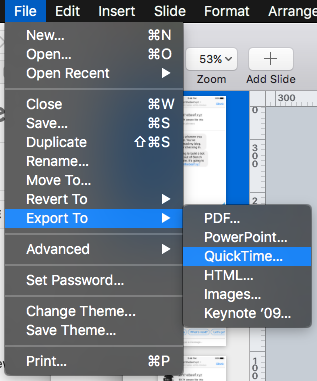 File Edit Insert Slide Format Arrange
New... ⌘N
Open... ⌘O
Open Recent ▶
Close ⌘W
Save... ⌘S
Duplicate ⇧⌘S
Rename...
Move To...
Revert To ▶
Export To ▶
Advanced ▶
Set Password...
Change Theme...
Save Theme...
Print... ⌘P
PDF...
PowerPoint...
QuickTime...
HTML...
Images...
Keynote ’09...
53%
Zoom
Add Slide
300
300
100